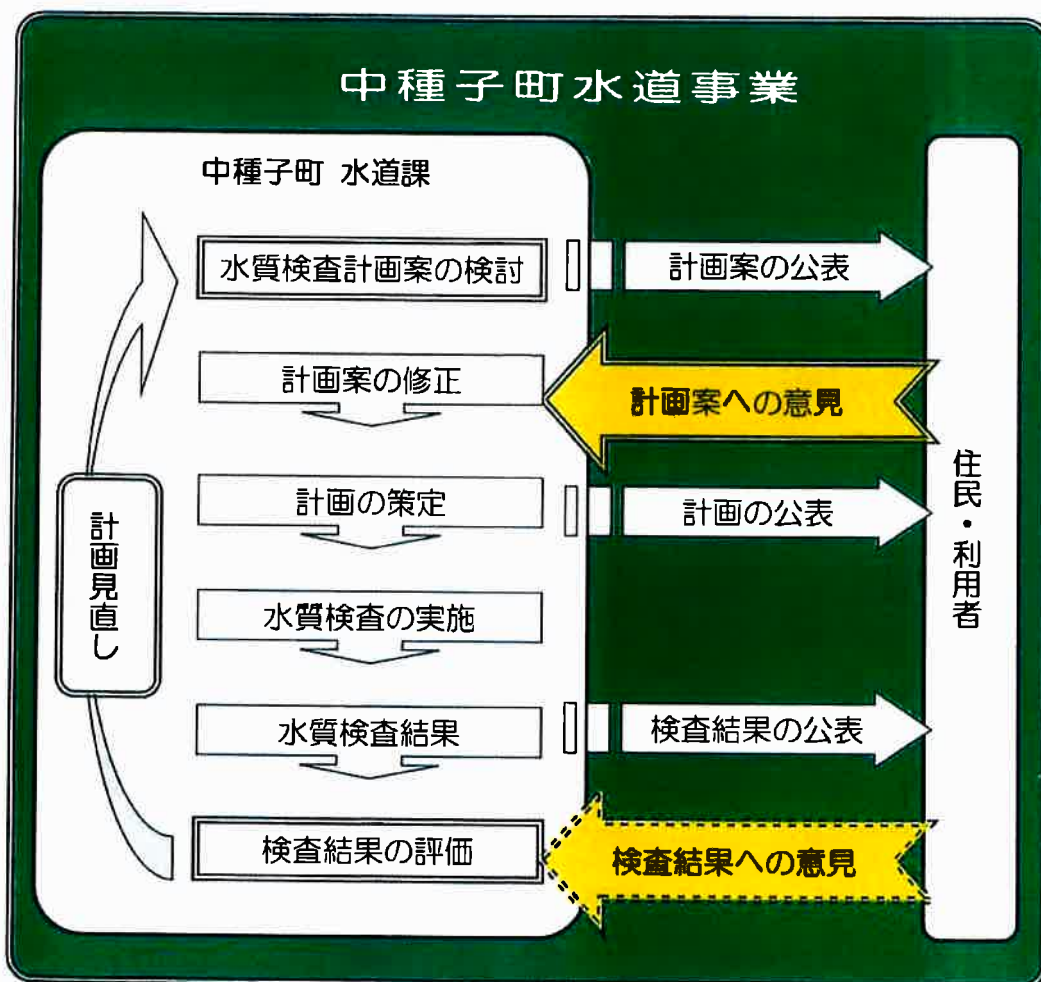 中種子町水道事業
中種子町 水道課
水質検査計画案の検討
計画案の公表
計画案の修正
計画案への意見
計画の策定
計画の公表
水質検査の実施
水質検査結果
検査結果の公表
検査結果の評価
検査結果への意見
計画見直し
住民・利用者